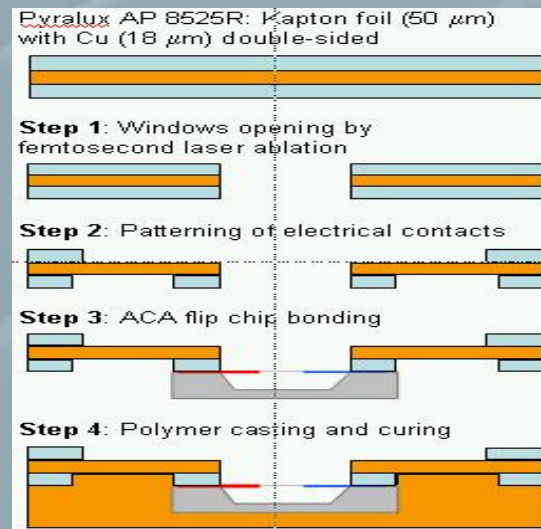 Pyralux AP 8525R: Kapton foil (50 μm)
with Cu (18 μm) double-sided
Step 1: Windows opening by
femtosecond laser ablation
Step 2: Patterning of electrical contacts
Step 3: ACA flip chip bonding
Step 4: Polymer casting and curing